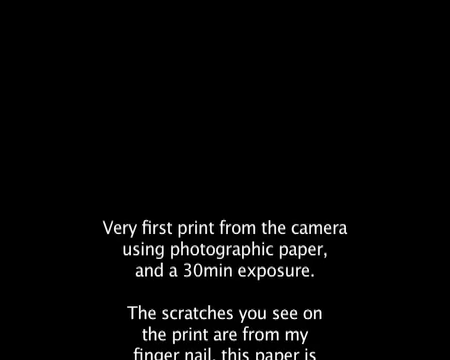 Very first print from the camera
using photographic paper,
and a 30min exposure.
The scratches you see on
the print are from my
finger nail, this paper is